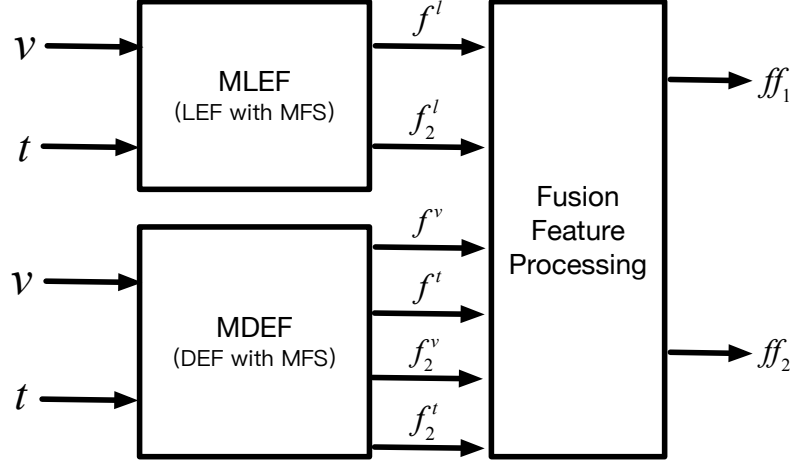 v
t
MLEF
(LEF with MFS)
f^l
f_2^l
v
t
MDEF
(DEF with MFS)
f^v
f^t
f_2^v
f_2^t
Fusion
Feature
Processing
ff_1
ff_2